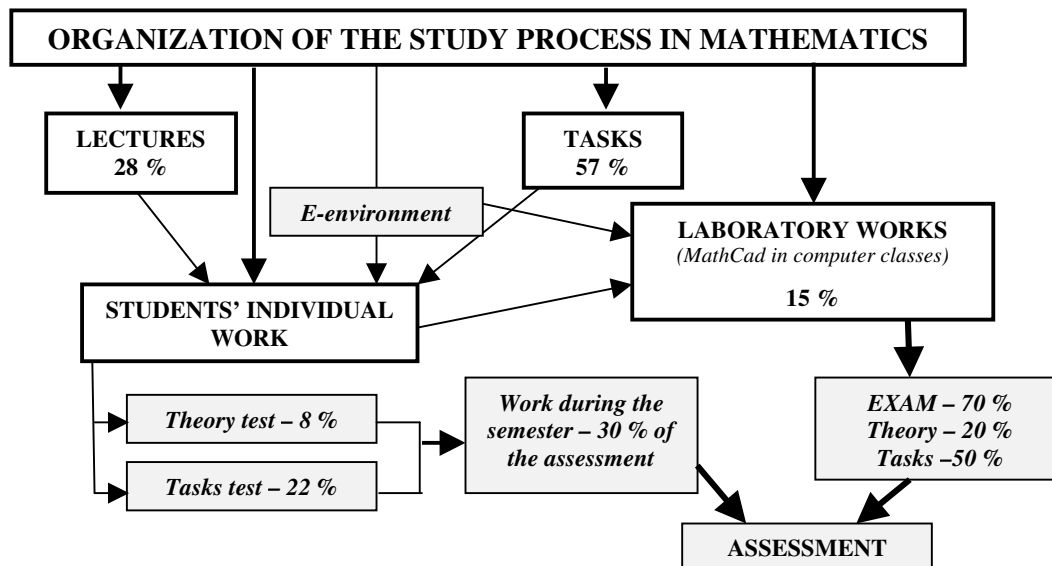 ORGANIZATION OF THE STUDY PROCESS IN MATHEMATICS
LECTURES
28 %
TASKS
57 %
E-environment
LABORATORY WORKS
(MathCad in computer classes)
15 %
STUDENTS’ INDIVIDUAL
WORK
Theory test – 8 %
Tasks test – 22 %
Work during the
semester – 30 % of
the assessment
EXAM – 70 %
Theory – 20 %
Tasks –50 %
ASSESSMENT